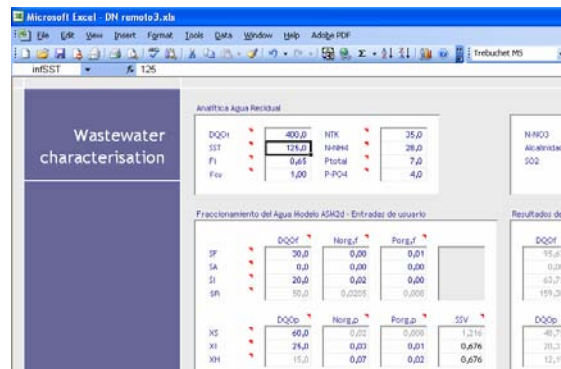 Microsoft Excel - DN remoto3.xls
File Edit View Insert Format Tools Data Window Help Adobe PDF
Trebuchet MS
infSST fx 125
Wastewater
characterisation
Analítica Agua Residual
DQOt 400,0 NTK 35,0 N-NO3
SST 125,0 N-NH4 28,0 Alcalinidad
Fi 0,65 Ptotal 7,0 SO2
Fcv 1,00 P-PO4 4,0
Fraccionamiento del Agua Modelo ASM2d - Entradas de usuario Resultados de
DQOf Norg,f Porg,f DQOf
SF 30,0 0,00 0,01
SA 0,0 0,00 0,00
SI 20,0 0,02 0,00
50,0 0,0205 0,008
DQOp Norg,p Porg,p SSV DQOp
XS 60,0 0,02 0,008 1,216
XI 25,0 0,03 0,01 0,676
XH 15,0 0,07 0,02 0,676